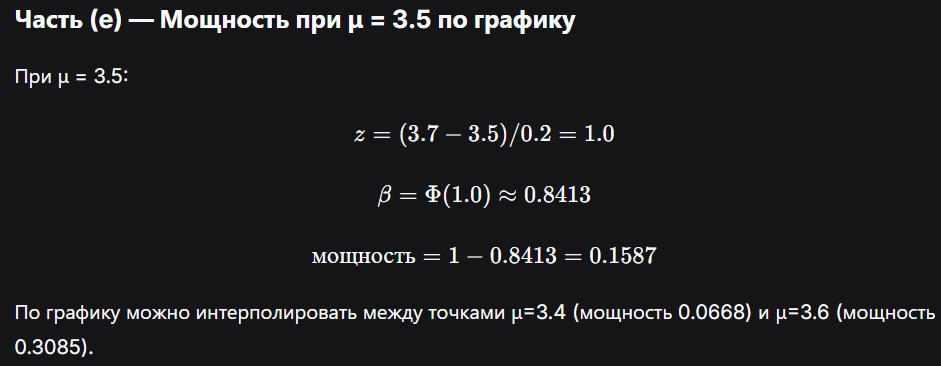 Часть (e) — Мощность при μ = 3.5 по графику
При μ = 3.5:
z = (3.7 − 3.5)/0.2 = 1.0
β = Φ(1.0) ≈ 0.8413
мощность = 1 − 0.8413 = 0.1587
По графику можно интерполировать между точками μ=3.4 (мощность 0.0668) и μ=3.6 (мощность
0.3085).